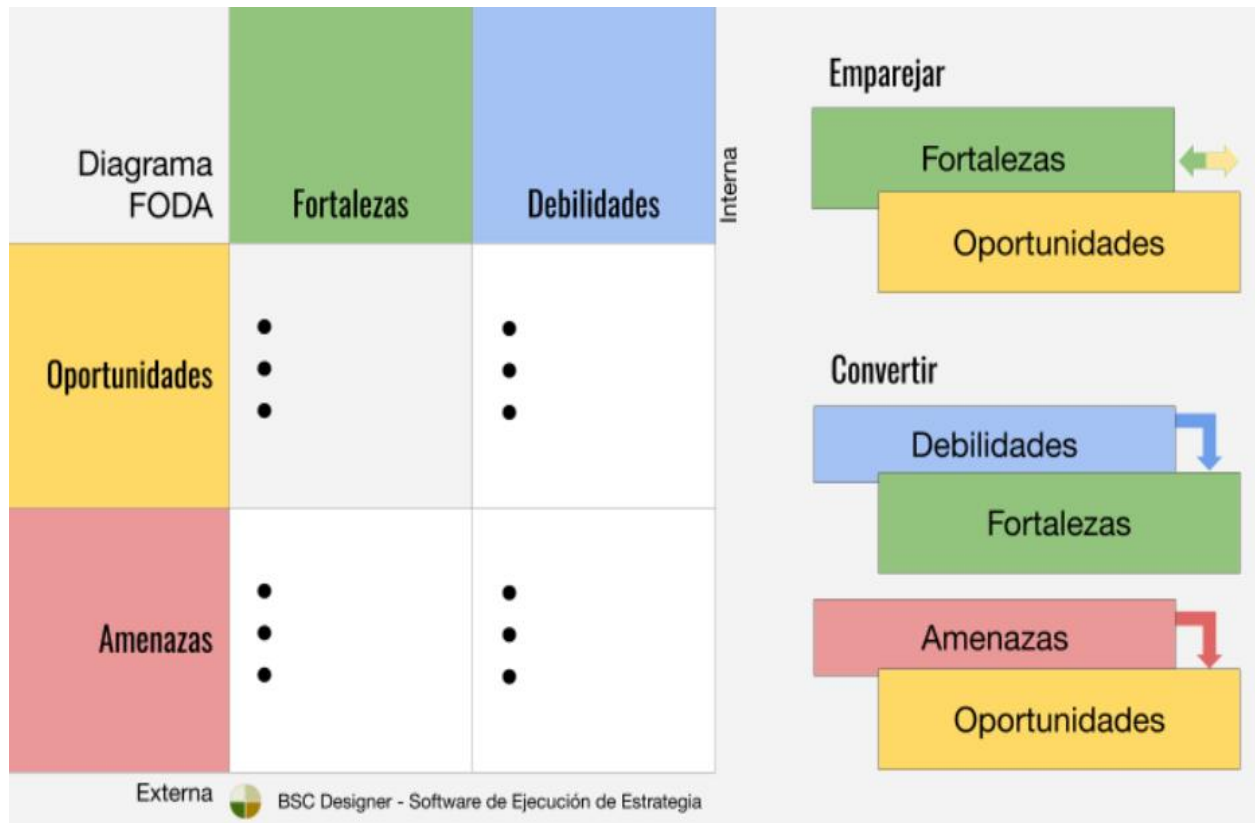 Diagrama
FODA
Fortalezas
Debilidades
Interna
Oportunidades
Amenazas
Externa
BSC Designer - Software de Ejecución de Estrategia
Emparejar
Fortalezas
Oportunidades
Convertir
Debilidades
Fortalezas
Amenazas
Oportunidades